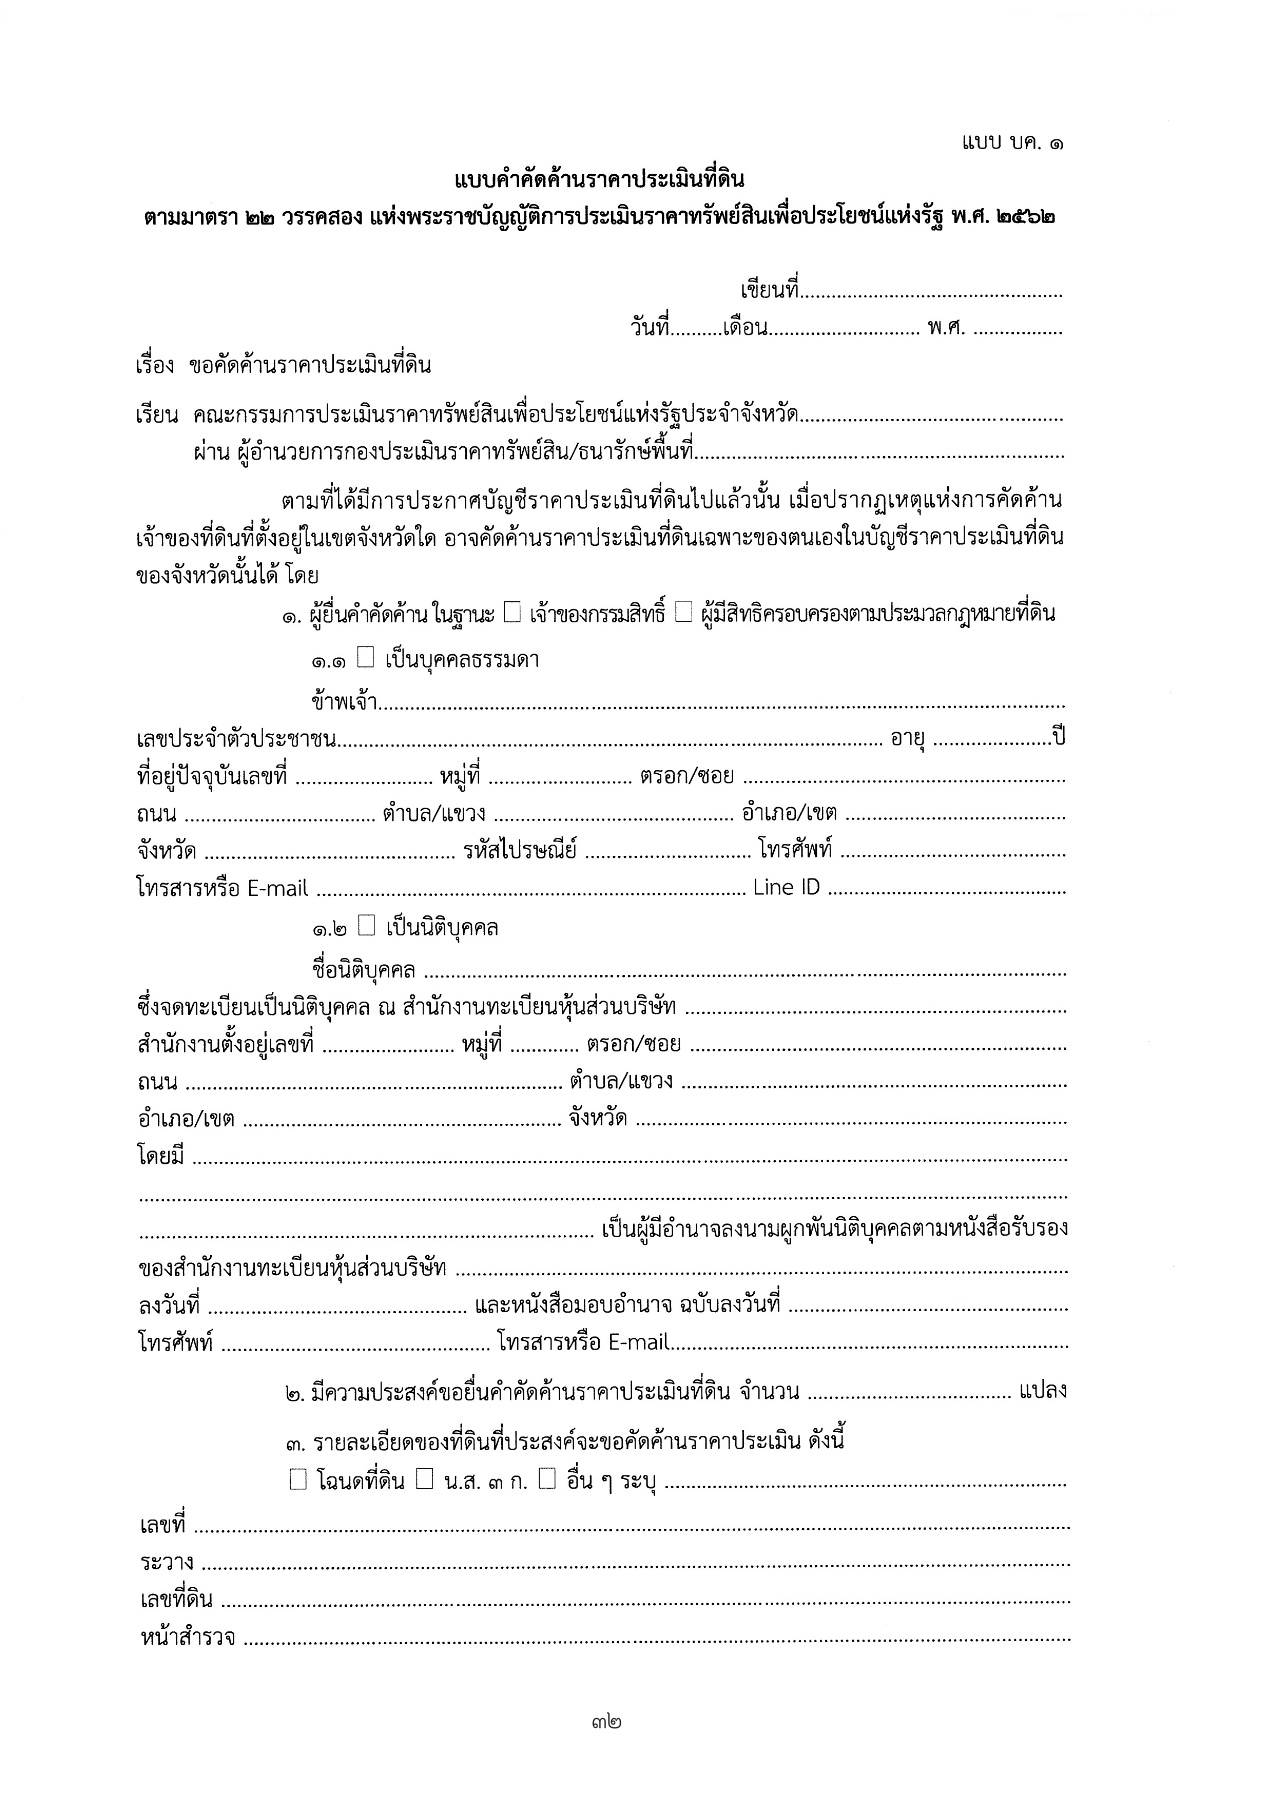 แบบ บค. ๑
แบบคำคัดค้านราคาประเมินที่ดิน
ตามมาตรา ๒๒ วรรคสอง แห่งพระราชบัญญัติการประเมินราคาทรัพย์สินเพื่อประโยชน์แห่งรัฐ พ.ศ. ๒๕๖๒
เขียนที่..................................................
วันที่..........เดือน............................. พ.ศ. .................
เรื่อง ขอคัดค้านราคาประเมินที่ดิน
เรียน คณะกรรมการประเมินราคาทรัพย์สินเพื่อประโยชน์แห่งรัฐประจำจังหวัด..................................................
ผ่าน ผู้อำนวยการกองประเมินราคาทรัพย์สิน/ธนารักษ์พื้นที่......................................................................
ตามที่ได้มีการประกาศบัญชีราคาประเมินที่ดินไปแล้วนั้น เมื่อปรากฏเหตุแห่งการคัดค้าน
เจ้าของที่ดินที่ตั้งอยู่ในเขตจังหวัดใด อาจคัดค้านราคาประเมินที่ดินเฉพาะของตนเองในบัญชีราคาประเมินที่ดิน
ของจังหวัดนั้นได้ โดย
๑. ผู้ยื่นคำคัดค้าน ในฐานะ ☐ เจ้าของกรรมสิทธิ์ ☐ ผู้มีสิทธิครอบครองตามประมวลกฎหมายที่ดิน
๑.๑ ☐ เป็นบุคคลธรรมดา
ข้าพเจ้า..................................................................................................................................
เลขประจำตัวประชาชน....................................................................................................... อายุ ......................ปี
ที่อยู่ปัจจุบันเลขที่ .......................... หมู่ที่ ........................... ตรอก/ซอย .............................................................
ถนน .................................... ตำบล/แขวง ............................................. อำเภอ/เขต ..........................................
จังหวัด ............................................... รหัสไปรษณีย์ ............................... โทรศัพท์ ...........................................
โทรสารหรือ E-mail ................................................................................. Line ID .............................................
๑.๒ ☐ เป็นนิติบุคคล
ชื่อนิติบุคคล .........................................................................................................................
ซึ่งจดทะเบียนเป็นนิติบุคคล ณ สำนักงานทะเบียนหุ้นส่วนบริษัท ........................................................................
สำนักงานตั้งอยู่เลขที่ ......................... หมู่ที่ ............. ตรอก/ซอย .......................................................................
ถนน ....................................................................... ตำบล/แขวง .........................................................................
อำเภอ/เขต ............................................................ จังหวัด .................................................................................
โดยมี .....................................................................................................................................................................
................................................................................................................................................................................
...................................................................................... เป็นผู้มีอำนาจลงนามผูกพันนิติบุคคลตามหนังสือรับรอง
ของสำนักงานทะเบียนหุ้นส่วนบริษัท ....................................................................................................................
ลงวันที่ ................................................. และหนังสือมอบอำนาจ ฉบับลงวันที่ .....................................................
โทรศัพท์ ................................................... โทรสารหรือ E-mail...........................................................................
๒. มีความประสงค์ขอยื่นคำคัดค้านราคาประเมินที่ดิน จำนวน ....................................... แปลง
๓. รายละเอียดของที่ดินที่ประสงค์จะขอคัดค้านราคาประเมิน ดังนี้
☐ โฉนดที่ดิน ☐ น.ส. ๓ ก. ☐ อื่น ๆ ระบุ ............................................................................
เลขที่ .....................................................................................................................................................................
ระวาง ....................................................................................................................................................................
เลขที่ดิน ................................................................................................................................................................
หน้าสำรวจ ............................................................................................................................................................
๓๒